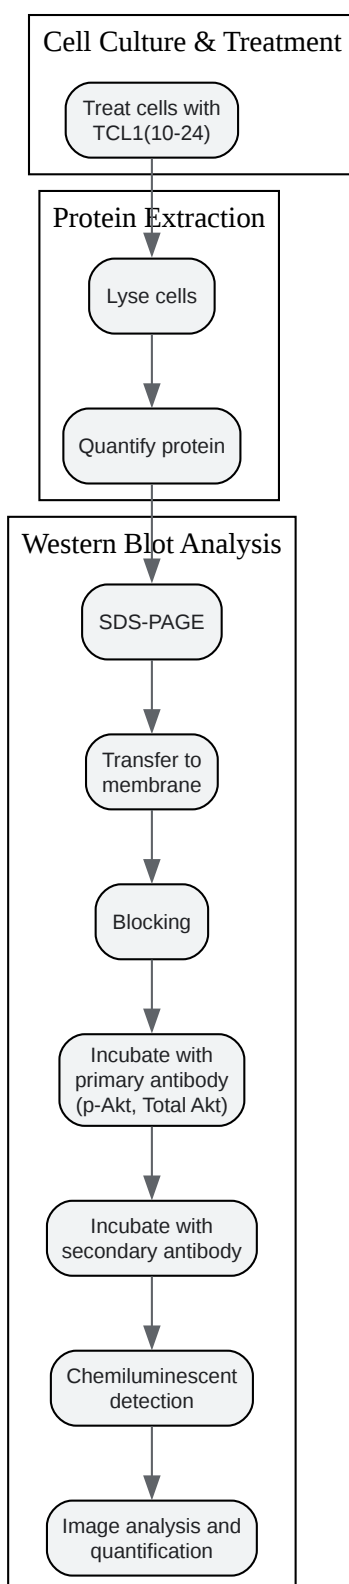 Cell Culture & Treatment
Treat cells with
TCL1(10-24)
Protein Extraction
Lyse cells
Quantify protein
Western Blot Analysis
SDS-PAGE
Transfer to
membrane
Blocking
Incubate with
primary antibody
(p-Akt, Total Akt)
Incubate with
secondary antibody
Chemiluminescent
detection
Image analysis and
quantification